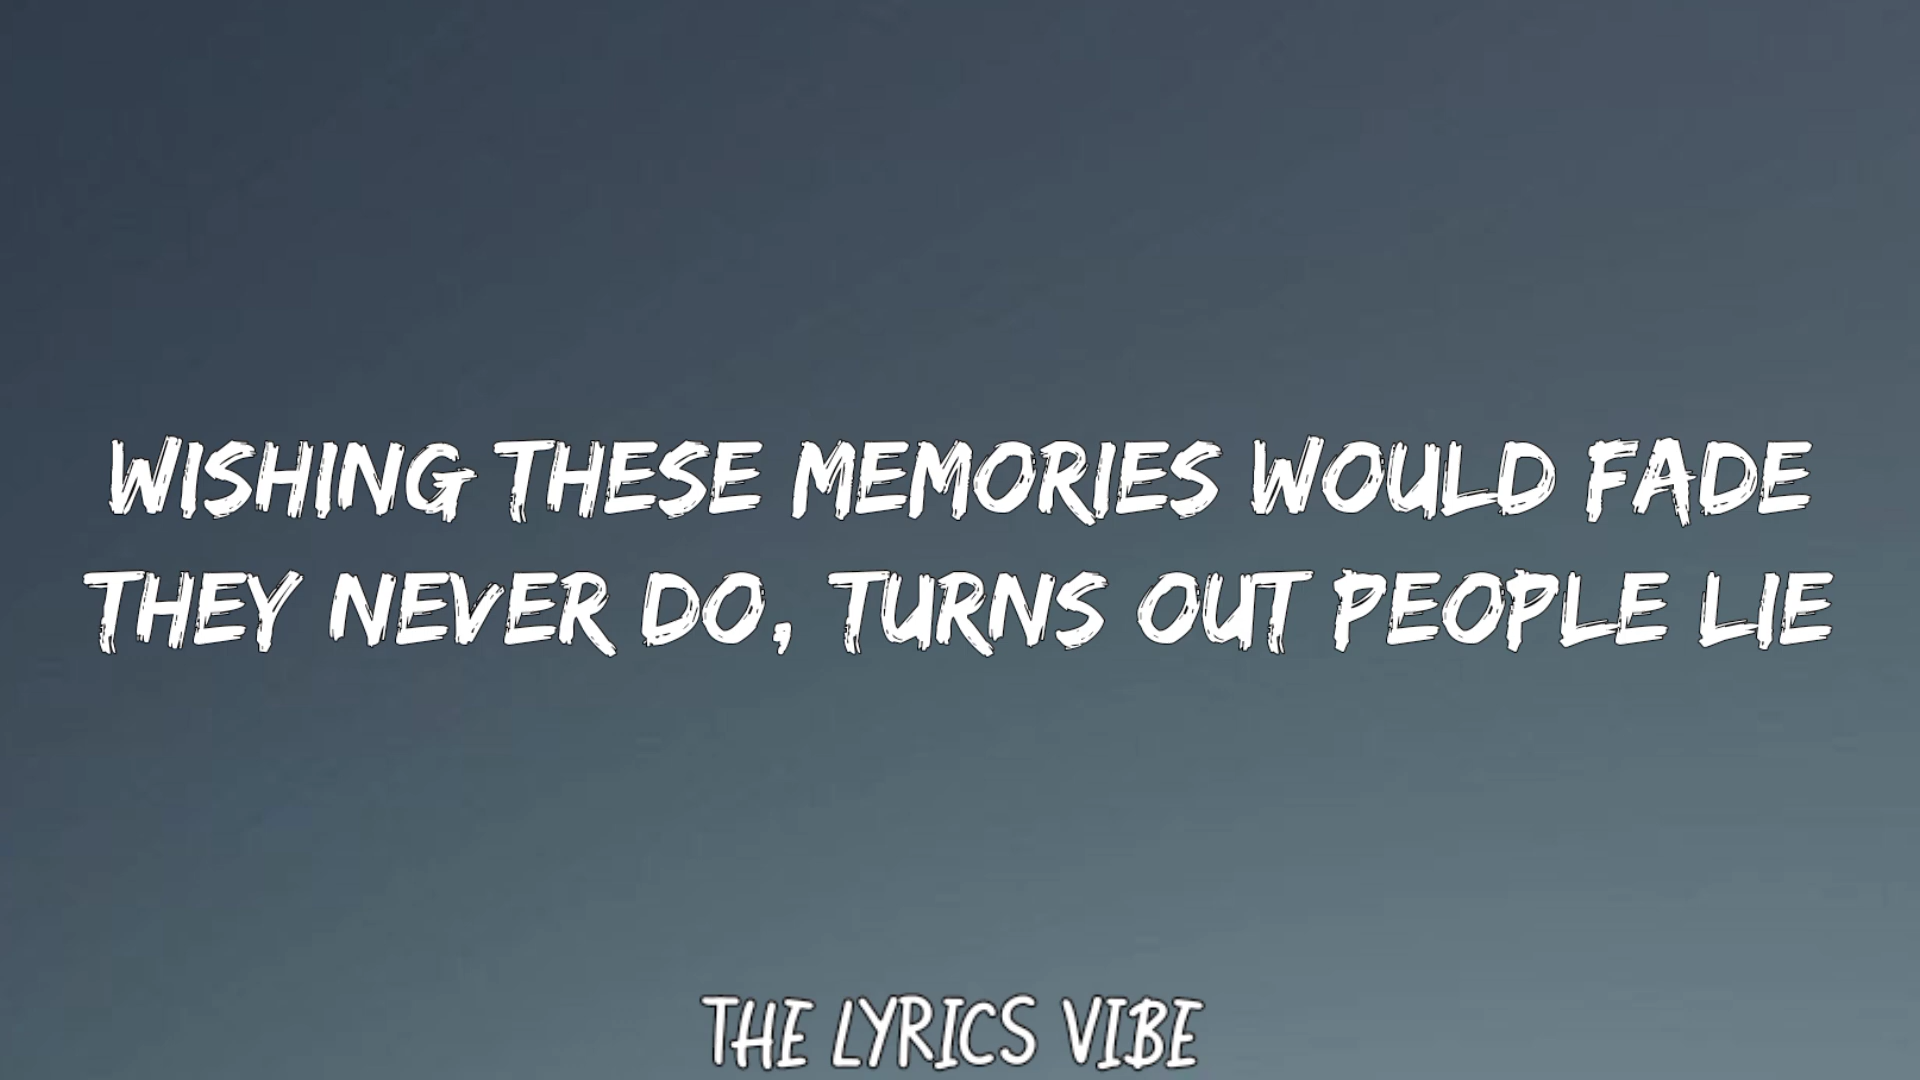 WISHING THESE MEMORIES WOULD FADE
THEY NEVER DO, TURNS OUT PEOPLE LIE
THE LYRICS VIBE